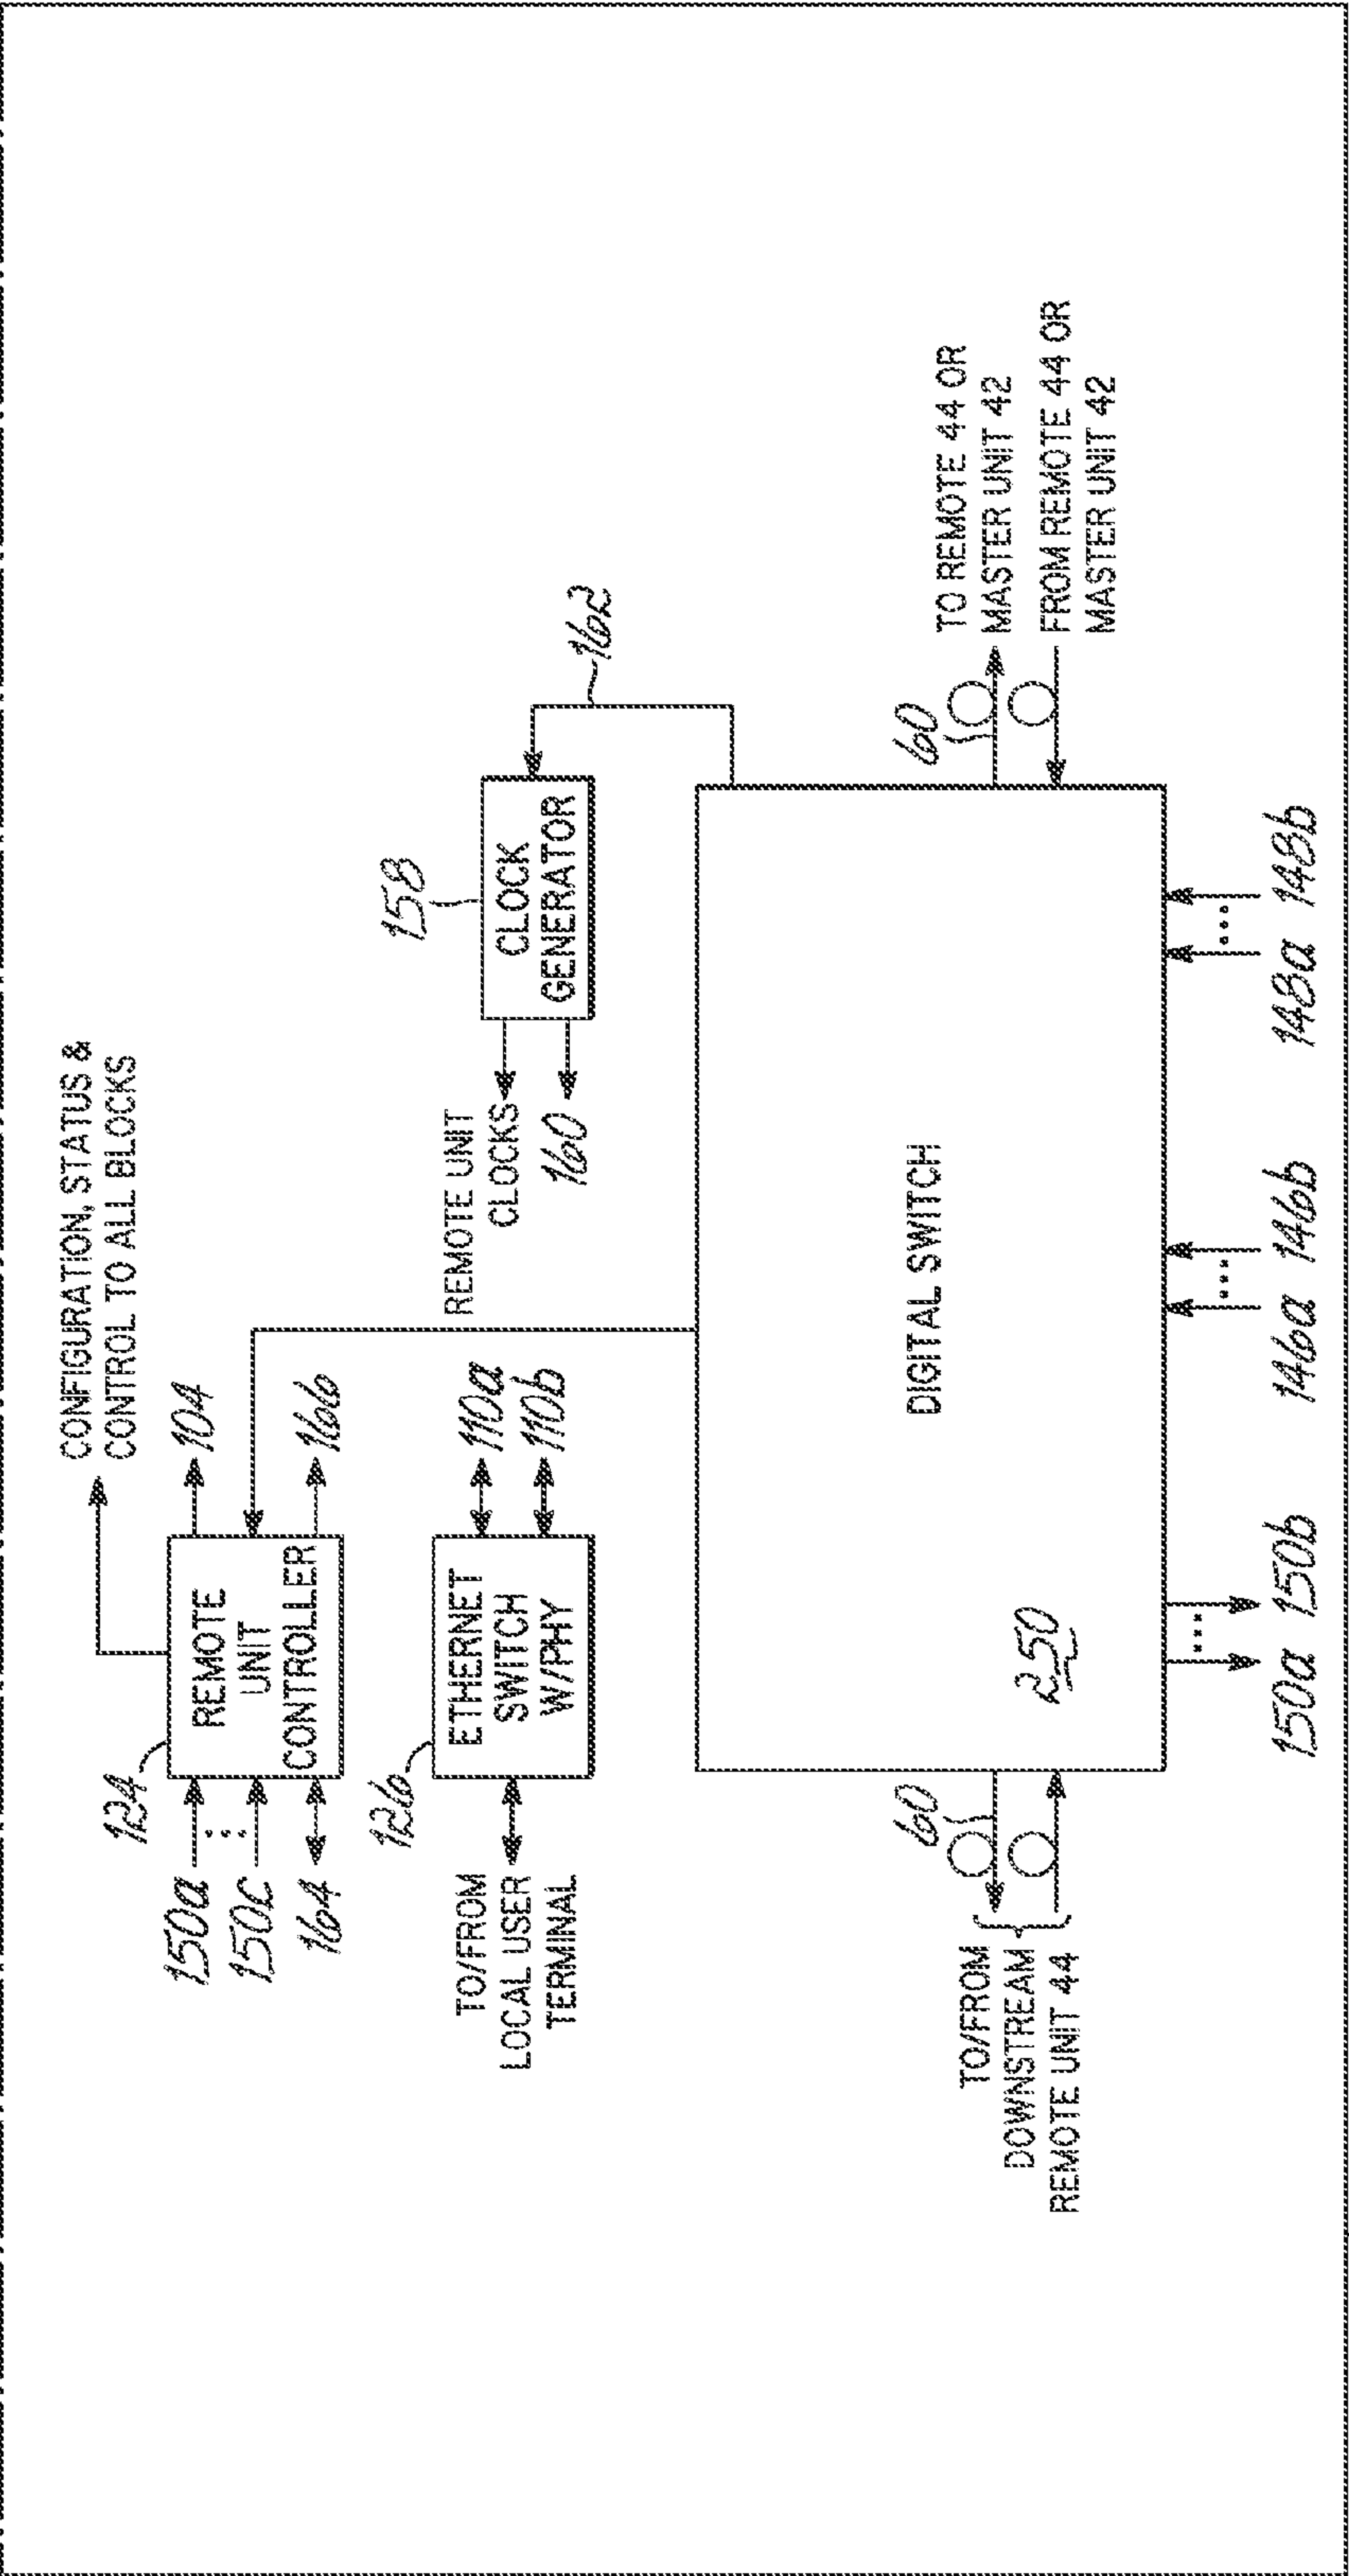 CONFIGURATION, STATUS &
CONTROL TO ALL BLOCKS
124
150a
150c
164
REMOTE
UNIT
CONTROLLER
104
166
126
TO/FROM
LOCAL USER
TERMINAL
ETHERNET
SWITCH
W/PHY
110a
110b
REMOTE UNIT
CLOCKS
160
158
CLOCK
GENERATOR
162
DIGITAL SWITCH
250
60
TO/FROM
DOWNSTREAM
REMOTE UNIT 44
60
TO REMOTE 44 OR
MASTER UNIT 42
FROM REMOTE 44 OR
MASTER UNIT 42
150a 150b
146a 146b
148a 148b